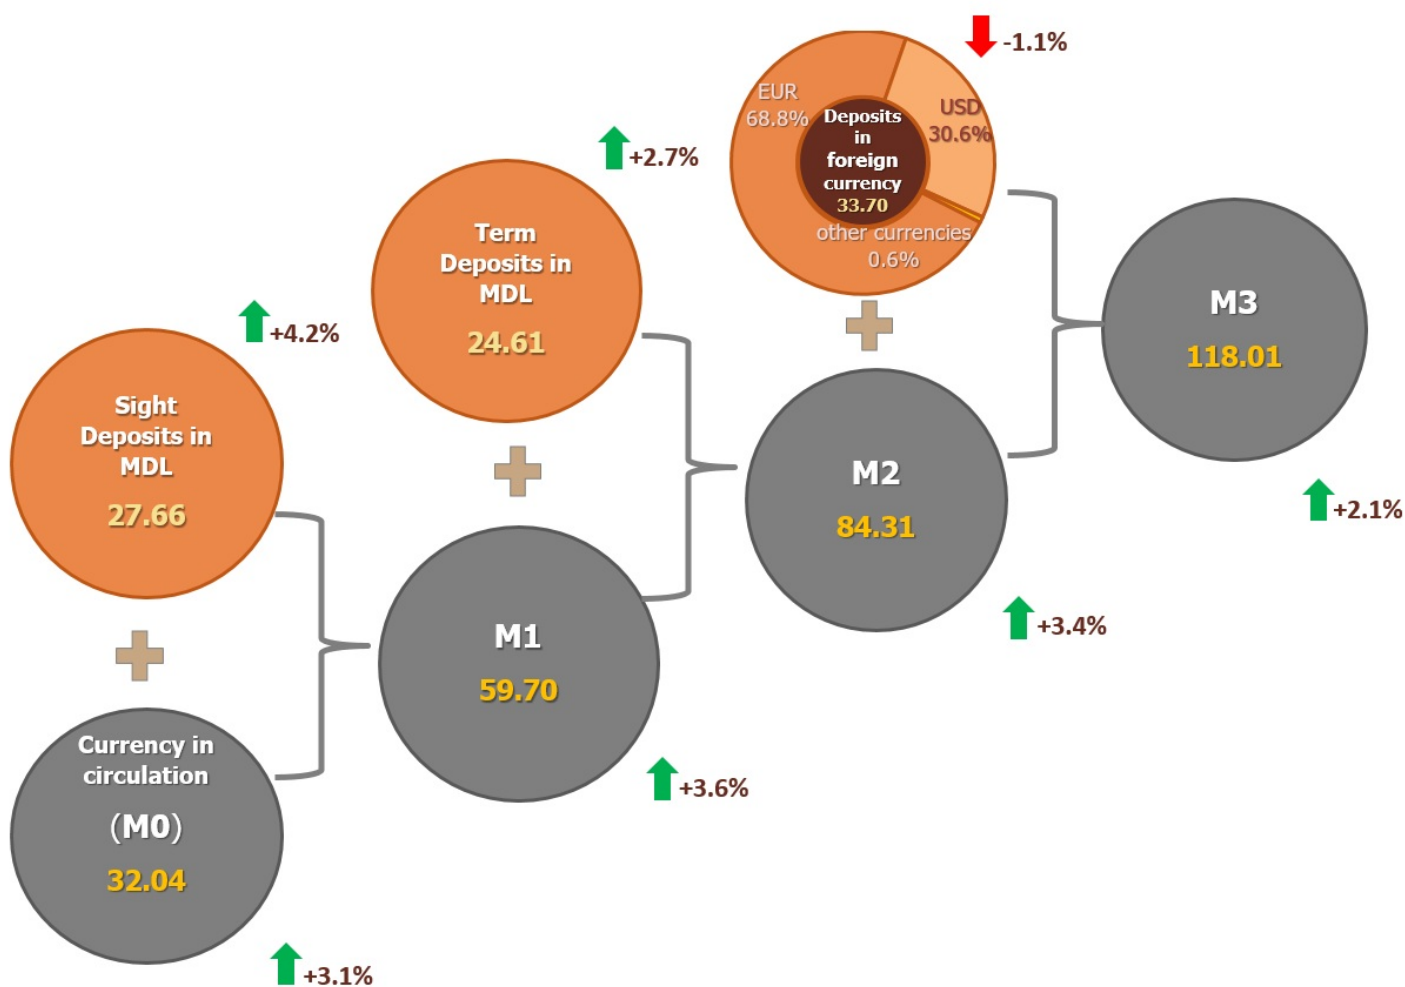 Sight
Deposits in
MDL
27.66
+4.2%
Currency in
circulation
(M0)
32.04
+3.1%
Term
Deposits in
MDL
24.61
+2.7%
M1
59.70
+3.6%
EUR
68.8%
USD
30.6%
Deposits
in
foreign
currency
33.70
other currencies
0.6%
-1.1%
M2
84.31
+3.4%
M3
118.01
+2.1%